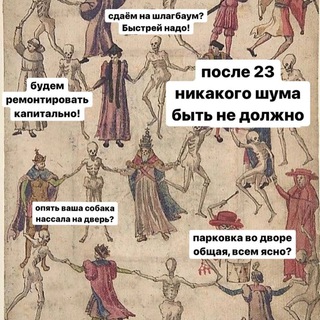 сдаём на шлагбаум?
Быстрей надо!
после 23
никакого шума
быть не должно
будем
ремонтировать
капитально!
опять ваша собака
нассала на дверь?
парковка во дворе
общая, всем ясно?